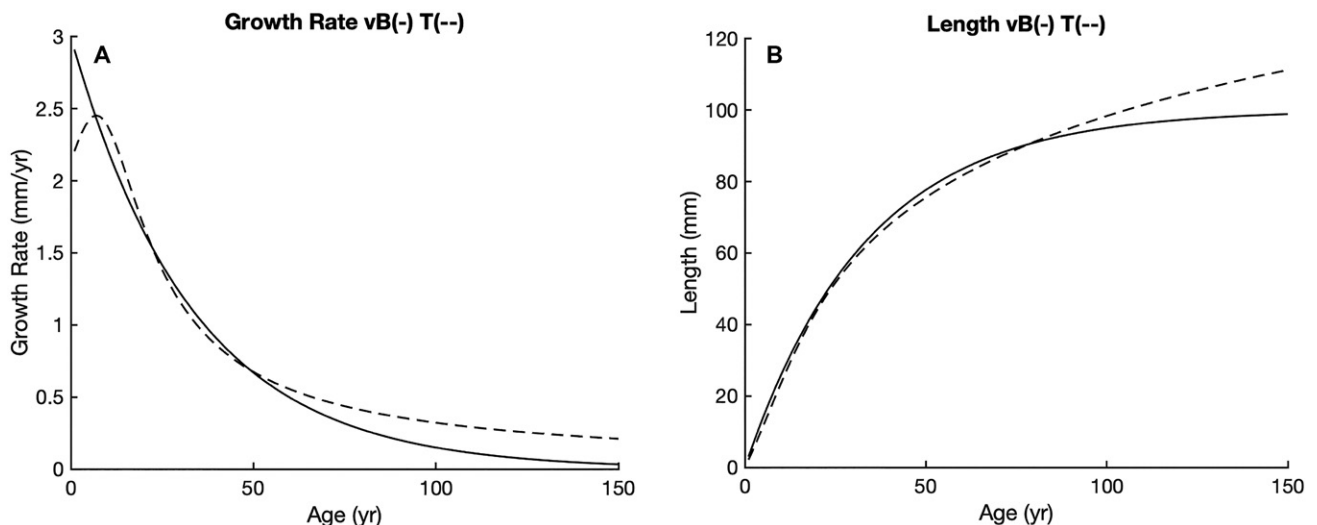 Growth Rate vB(-) T(--)
A
3
2.5
2
1.5
1
0.5
0
Growth Rate (mm/yr)
0 50 100 150
Age (yr)
Length vB(-) T(--)
B
120
100
80
60
40
20
0
Length (mm)
0 50 100 150
Age (yr)